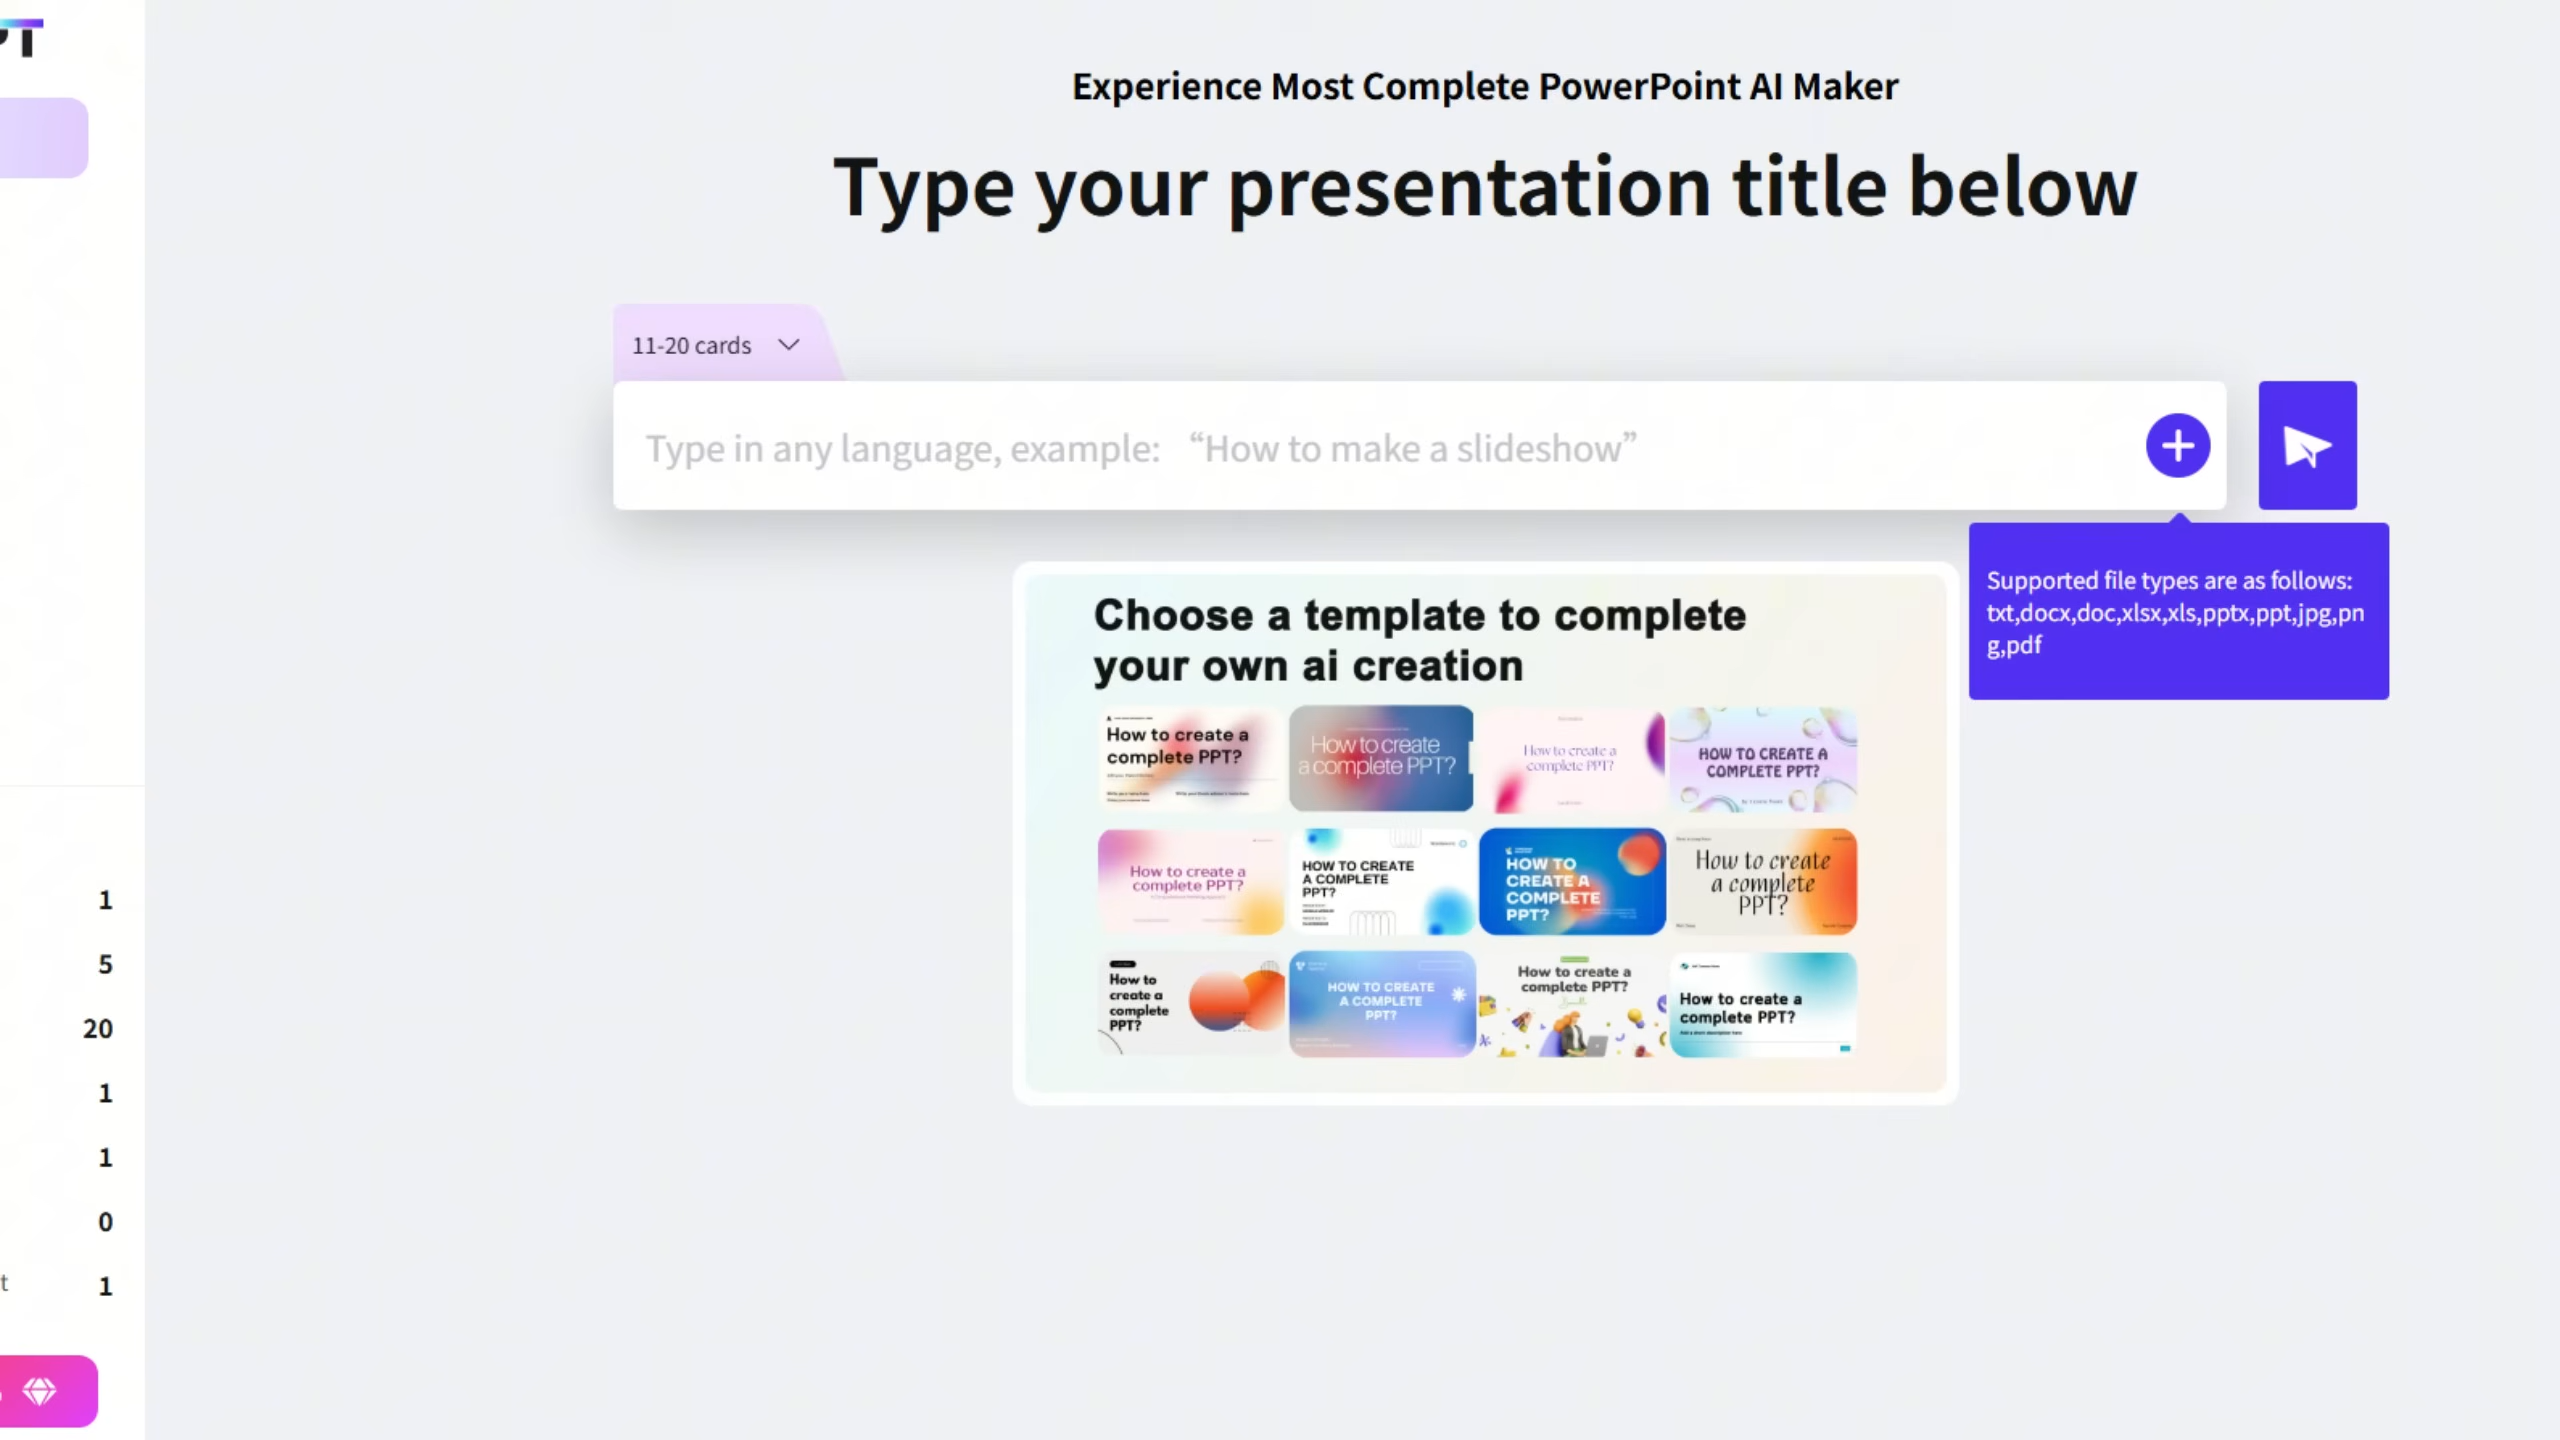 PT
Experience Most Complete PowerPoint AI Maker
Type your presentation title below
11-20 cards
Type in any language, example: “How to make a slideshow”
Supported file types are as follows:
txt,docx,doc,xlsx,xls,pptx,ppt,jpg,pn
g,pdf
Choose a template to complete
your own ai creation
How to create a
complete PPT?
How to create
a complete PPT?
How to create a
complete PPT?
HOW TO CREATE A
COMPLETE PPT?
How to create a
complete PPT?
HOW TO CREATE
A COMPLETE
PPT?
HOW TO
CREATE A
COMPLETE
PPT?
How to create
a complete
PPT?
How to
create a
complete
PPT?
HOW TO CREATE
A COMPLETE
PPT?
How to create a
complete PPT?
How to create a
complete PPT?
1
5
20
1
1
0
t
1